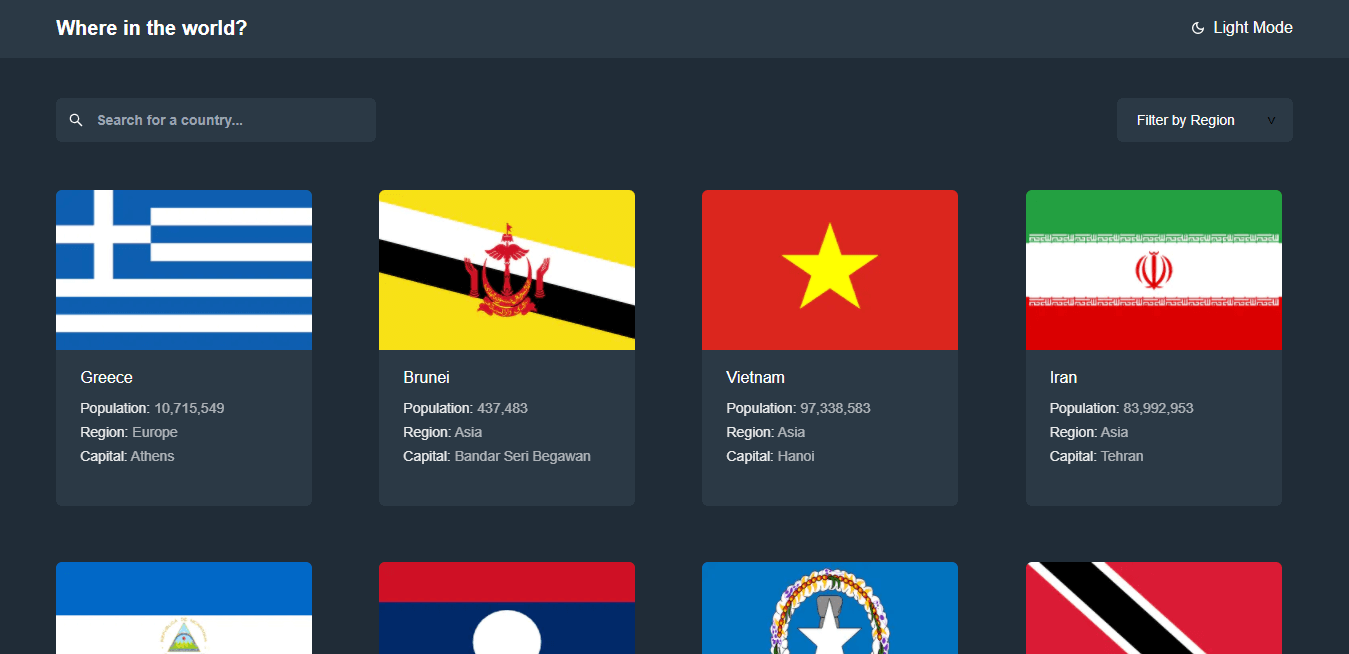 Where in the world?
Light Mode
Search for a country...
Filter by Region
v
Greece
Population: 10,715,549
Region: Europe
Capital: Athens
Brunei
Population: 437,483
Region: Asia
Capital: Bandar Seri Begawan
Vietnam
Population: 97,338,583
Region: Asia
Capital: Hanoi
Iran
Population: 83,992,953
Region: Asia
Capital: Tehran